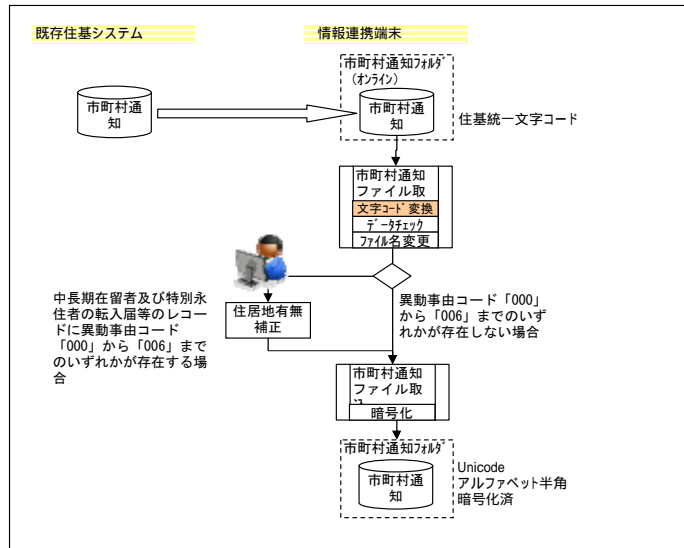 既存住基システム
情報連携端末
市町村通知フォルダ
(オンライン)
市町村通
知
市町村通
知
住基統一文字コード
市町村通知
ファイル取
文字コード変換
データチェック
ファイル名変更
中長期在留者及び特別永
住者の転入届等のレコー
ドに異動事由コード
「000」から「006」まで
のいずれかが存在する場
合
住居地有無
補正
異動事由コード「000」か
ら「006」までのいず
れかが存在しない場合
市町村通知
ファイル取
暗号化
市町村通知フォルダ
市町村通
知
Unicode
アルファベット半角
暗号化済